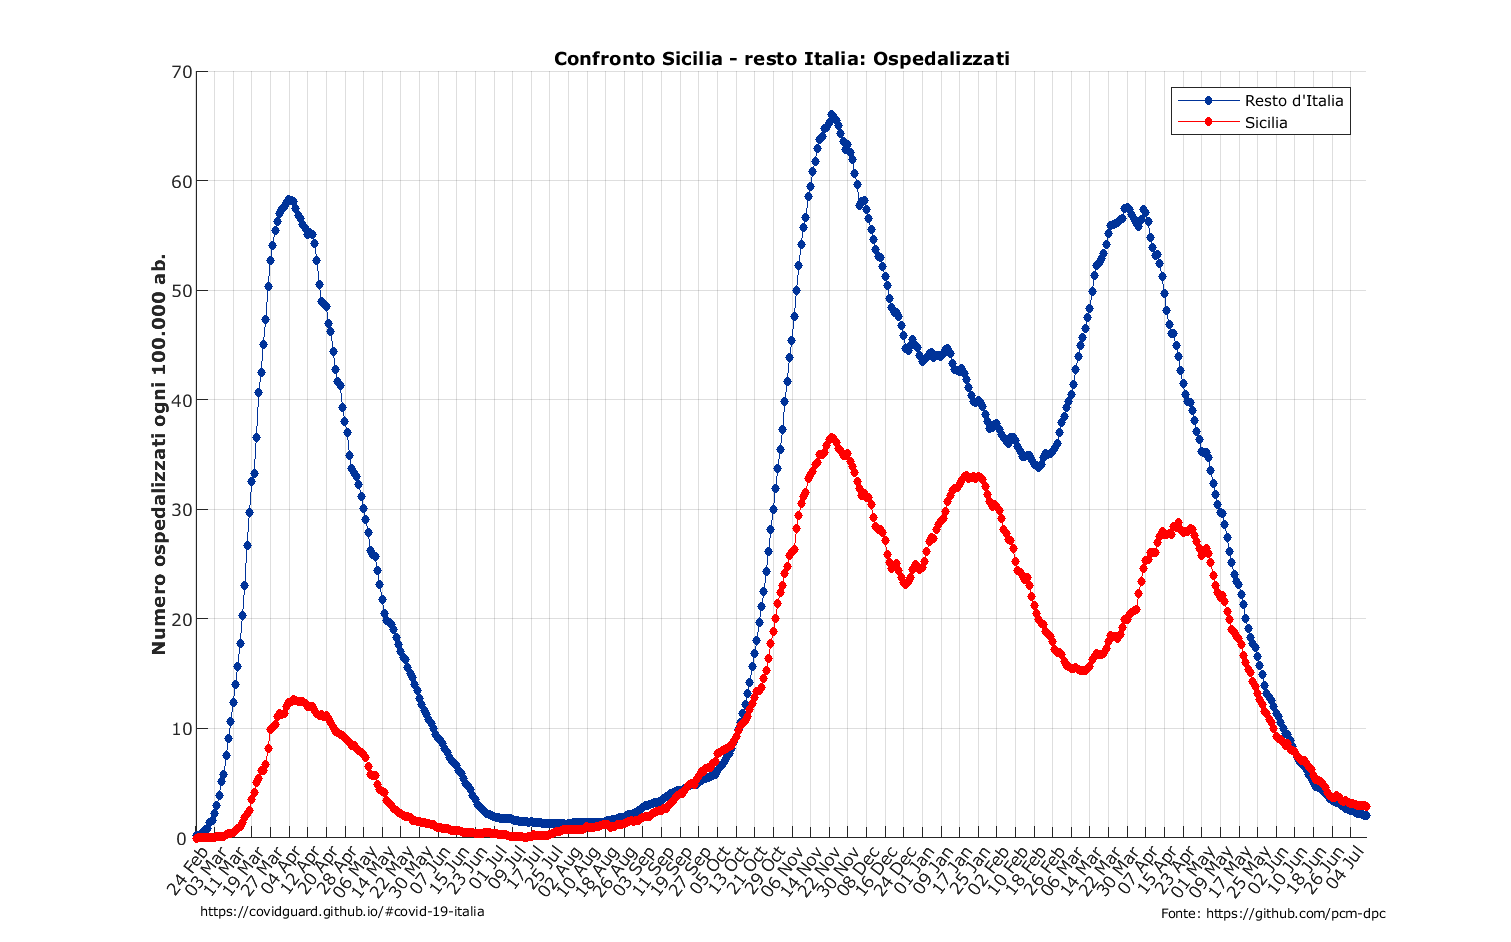 Confronto Sicilia - resto Italia: Ospedalizzati
Numero ospedalizzati ogni 100.000 ab.
70
60
50
40
30
20
10
0
Resto d'Italia
Sicilia
24 Feb
03 Mar
11 Mar
19 Mar
27 Mar
04 Apr
12 Apr
20 Apr
28 Apr
06 May
14 May
22 May
30 May
07 Jun
15 Jun
23 Jun
01 Jul
09 Jul
17 Jul
25 Jul
02 Aug
10 Aug
18 Aug
26 Aug
03 Sep
11 Sep
19 Sep
27 Sep
05 Oct
13 Oct
21 Oct
29 Oct
06 Nov
14 Nov
22 Nov
30 Nov
08 Dec
16 Dec
24 Dec
01 Jan
09 Jan
17 Jan
25 Jan
02 Feb
10 Feb
18 Feb
26 Feb
06 Mar
14 Mar
22 Mar
30 Mar
07 Apr
15 Apr
23 Apr
01 May
09 May
17 May
25 May
02 Jun
10 Jun
18 Jun
26 Jun
04 Jul
https://covidguard.github.io/#covid-19-italia
Fonte: https://github.com/pcm-dpc